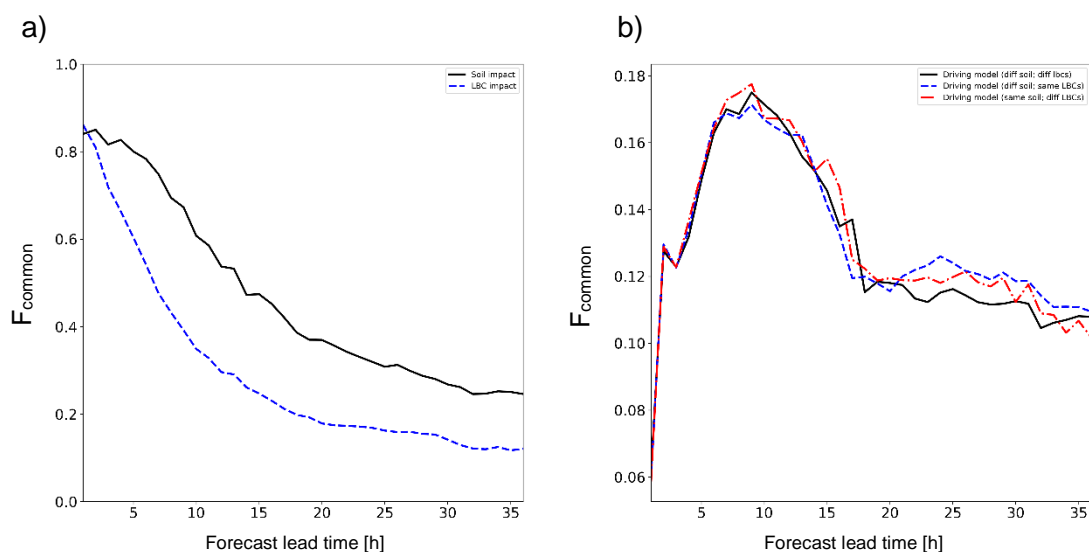 a)
1.0
0.8
0.6
0.4
0.2
0.0
Fcommon
Soil impact
LBC impact
5 10 15 20 25 30 35
Forecast lead time [h]
b)
0.18
0.16
0.14
0.12
0.10
0.08
0.06
Fcommon
Driving model (diff soil; diff lbcs)
Driving model (diff soil; same LBCs)
Driving model (same soil; diff LBCs)
5 10 15 20 25 30 35
Forecast lead time [h]